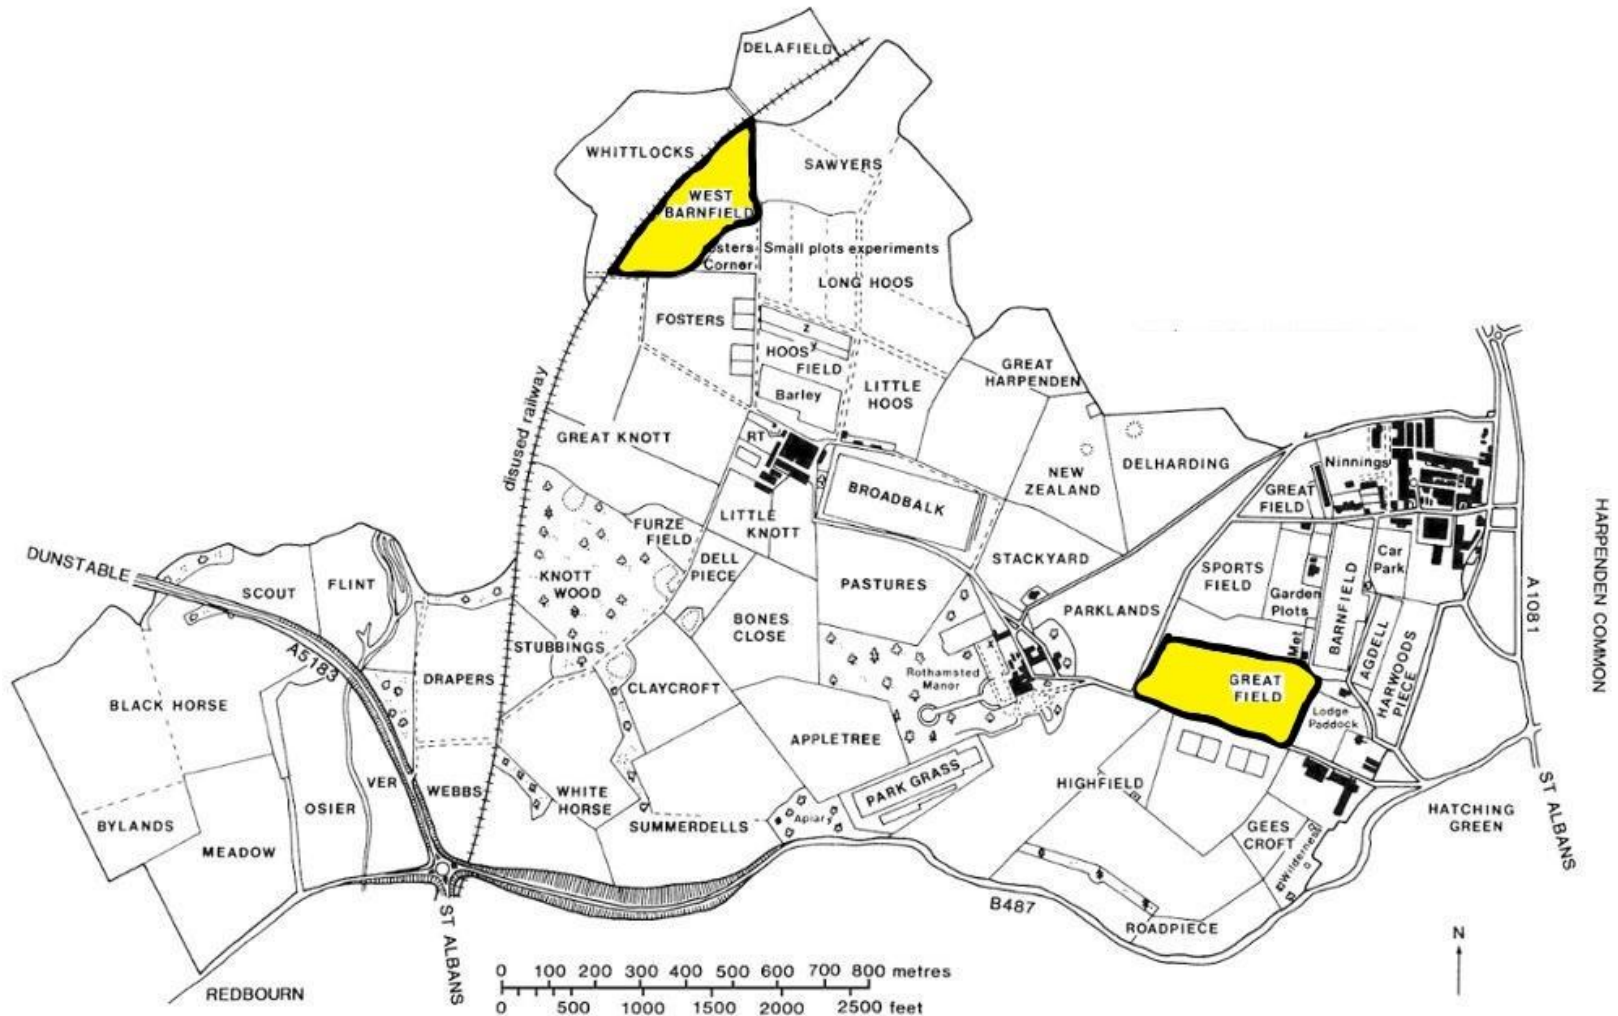 DELAFIELD
WHITTLOCKS
SAWYERS
WEST
BARNFIELD
Corner
Small plots experiments
LONG HOOS
FOSTERS
Z
HOOS
FIELD
Y
Barley
LITTLE
HOOS
GREAT
HARPENDEN
disused railway
GREAT KNOTT
RT
BROADBALK
NEW
ZEALAND
DELHARDING
Ninnings
GREAT
FIELD
HARPENDEN COMMON
FURZE
FIELD
LITTLE
KNOTT
DELL
PIECE
STACKYARD
Car
Park
DUNSTABLE
SCOUT
FLINT
KNOTT
WOOD
PASTURES
SPORTS
FIELD
Garden
Plots
BARNFIELD
PARKLANDS
A1081
BONES
CLOSE
STUBBINGS
Met
AGDELL
HARWOODS
PIECE
A5183
DRAPERS
CLAYCROFT
Rothamsted
Manor
GREAT
FIELD
Lodge
Paddock
BLACK HORSE
APPLETREE
VER
WEBBS
WHITE
HORSE
PARK GRASS
HIGHFIELD
OSIER
BYLANDS
SUMMERDELLS
Apiary
GEES
CROFT
Wilderness
HATCHING
GREEN
ST ALBANS
MEADOW
B487
ROADPIECE
ST ALBANS
N
REDBOURN
0 100 200 300 400 500 600 700 800 metres
0 500 1000 1500 2000 2500 feet